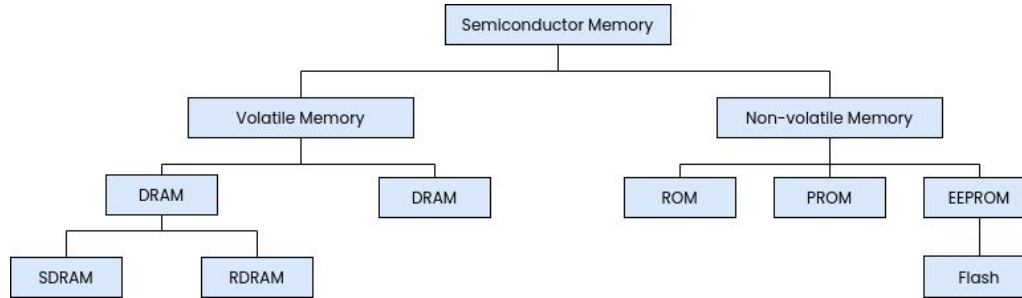 Semiconductor Memory
Volatile Memory
Non-volatile Memory
DRAM
DRAM
ROM
PROM
EEPROM
SDRAM
RDRAM
Flash